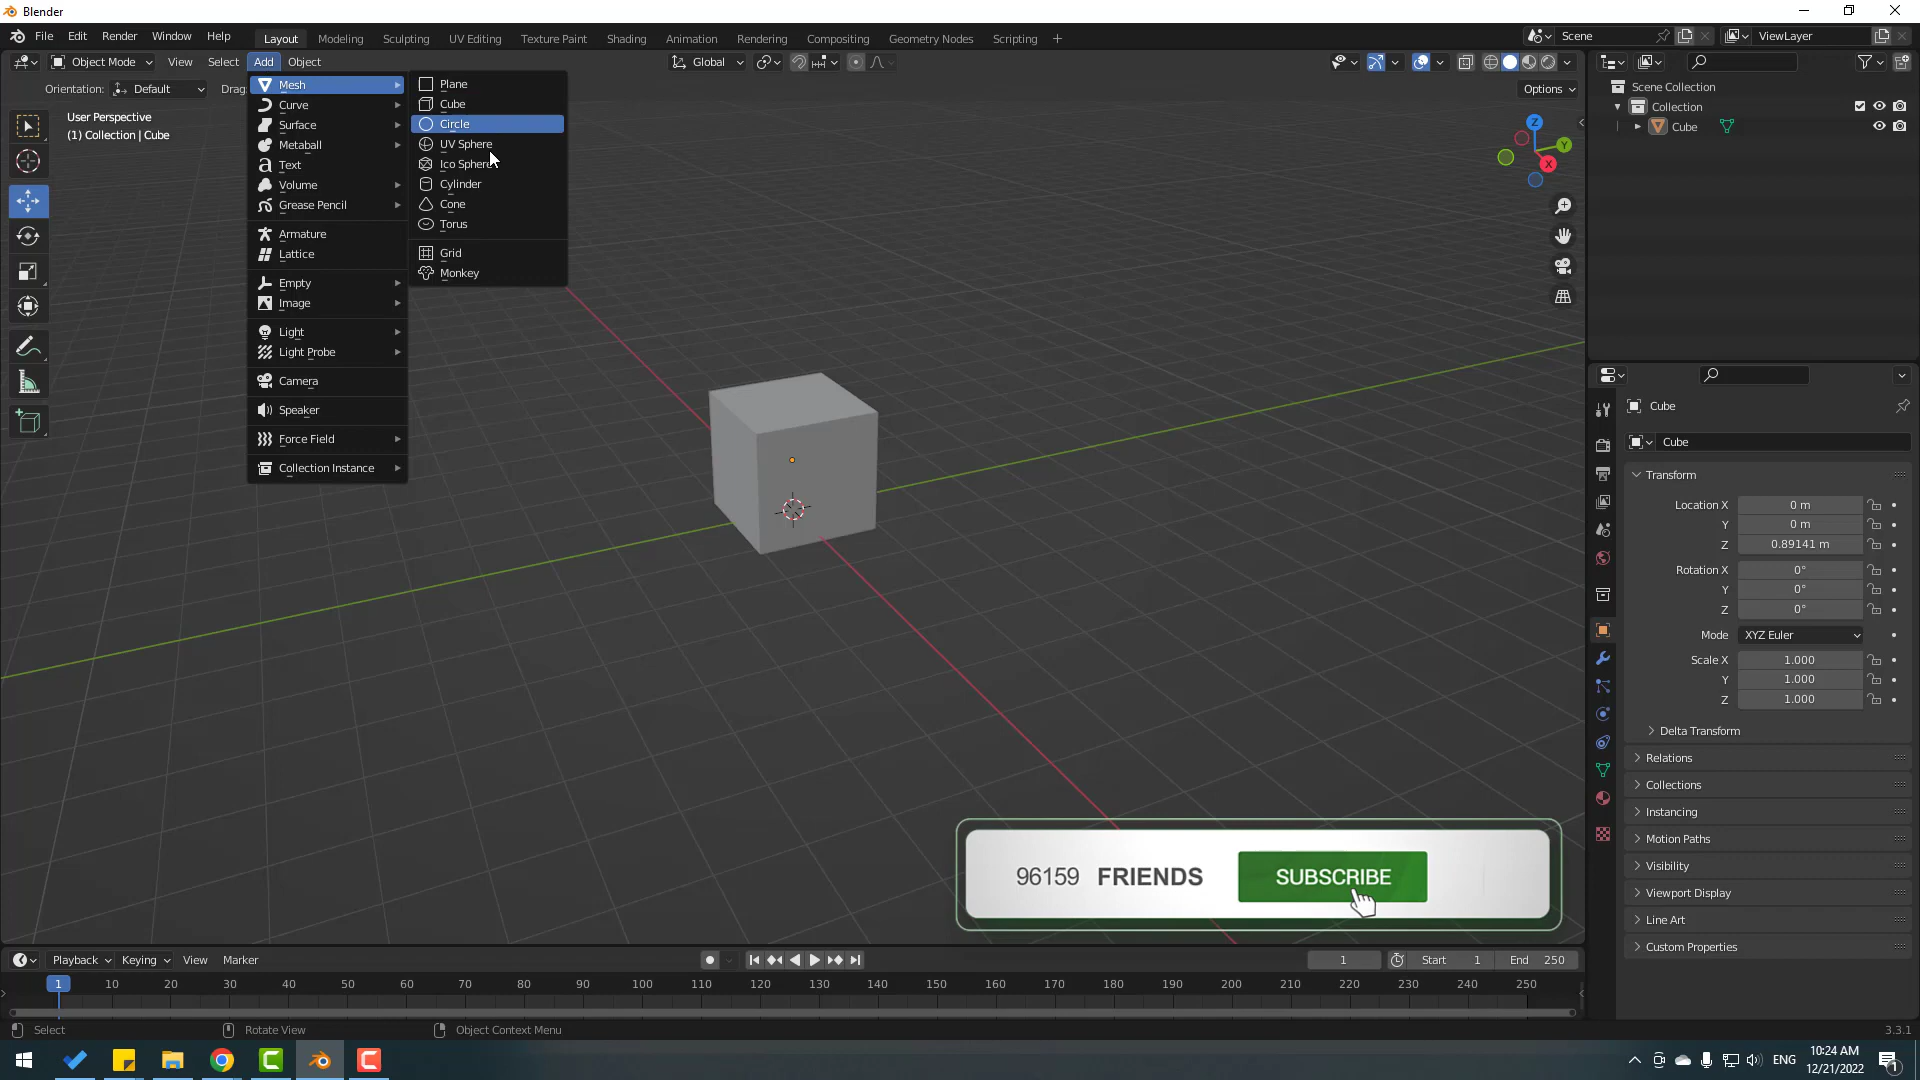 Blender
File Edit Render Window Help
Layout Modeling Sculpting UV Editing Texture Paint Shading Animation Rendering Compositing Geometry Nodes Scripting +
Scene
ViewLayer
Object Mode View Select Add Object
Global
Orientation: Default Drag:
Options
User Perspective
(1) Collection | Cube
Mesh
Curve
Surface
Metaball
Text
Volume
Grease Pencil
Armature
Lattice
Empty
Image
Light
Light Probe
Camera
Speaker
Force Field
Collection Instance
Plane
Cube
Circle
UV Sphere
Ico Sphere
Cylinder
Cone
Torus
Grid
Monkey
Z
Y
X
Scene Collection
Collection
Cube
Cube
Cube
Transform
Location X 0 m
Y 0 m
Z 0.89141 m
Rotation X 0°
Y 0°
Z 0°
Mode XYZ Euler
Scale X 1.000
Y 1.000
Z 1.000
Delta Transform
Relations
Collections
Instancing
Motion Paths
Visibility
Viewport Display
Line Art
Custom Properties
96159 FRIENDS SUBSCRIBE
Playback Keying View Marker
1 Start 1 End 250
1 10 20 30 40 50 60 70 80 90 100 110 120 130 140 150 160 170 180 190 200 210 220 230 240 250
Select Rotate View Object Context Menu
3.3.1
ENG
10:24 AM
12/21/2022
1